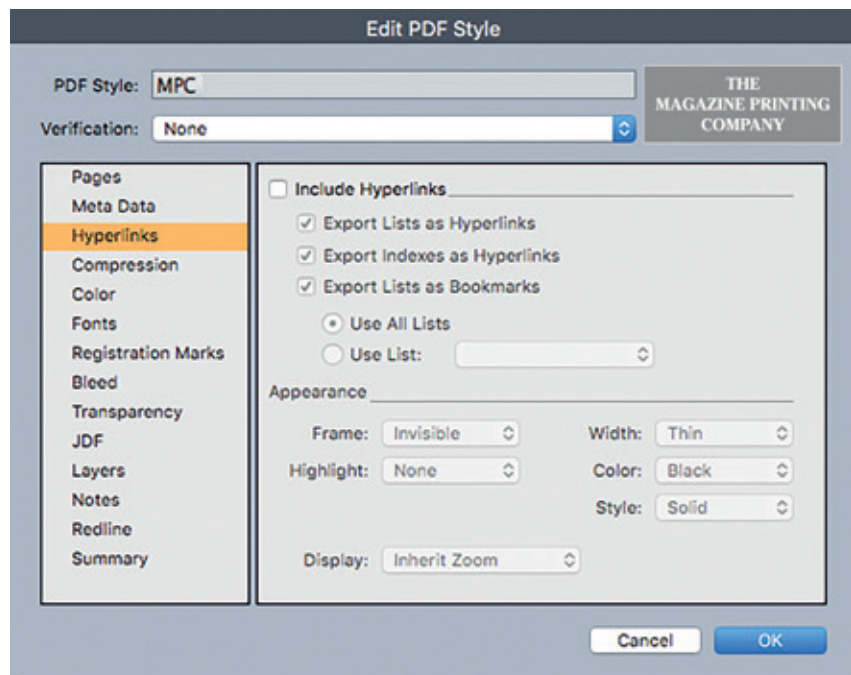 Edit PDF Style
PDF Style: MPC
THE
MAGAZINE PRINTING
COMPANY
Verification: None
Pages
Meta Data
Hyperlinks
Compression
Color
Fonts
Registration Marks
Bleed
Transparency
JDF
Layers
Notes
Redline
Summary
Include Hyperlinks
Export Lists as Hyperlinks
Export Indexes as Hyperlinks
Export Lists as Bookmarks
Use All Lists
Use List:
Appearance
Frame: Invisible Width: Thin
Highlight: None Color: Black
Style: Solid
Display: Inherit Zoom
Cancel OK